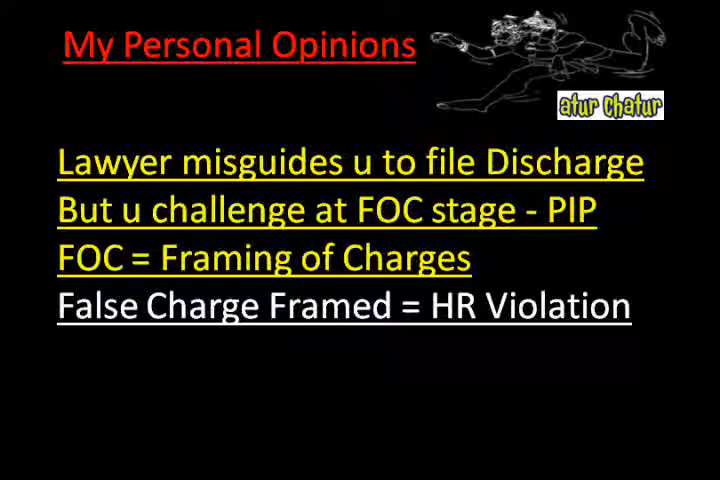 My Personal Opinions
atur chatur
Lawyer misguides u to file Discharge
But u challenge at FOC stage - PIP
FOC = Framing of Charges
False Charge Framed = HR Violation